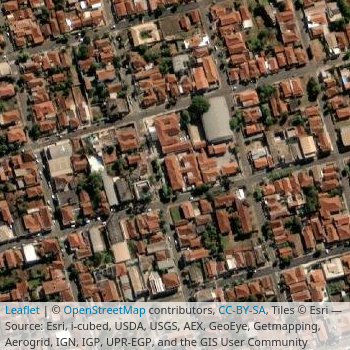 Leaflet | © OpenStreetMap contributors, CC-BY-SA, Tiles © Esri —
Source: Esri, i-cubed, USDA, USGS, AEX, GeoEye, Getmapping,
Aerogrid, IGN, IGP, UPR-EGP, and the GIS User Community